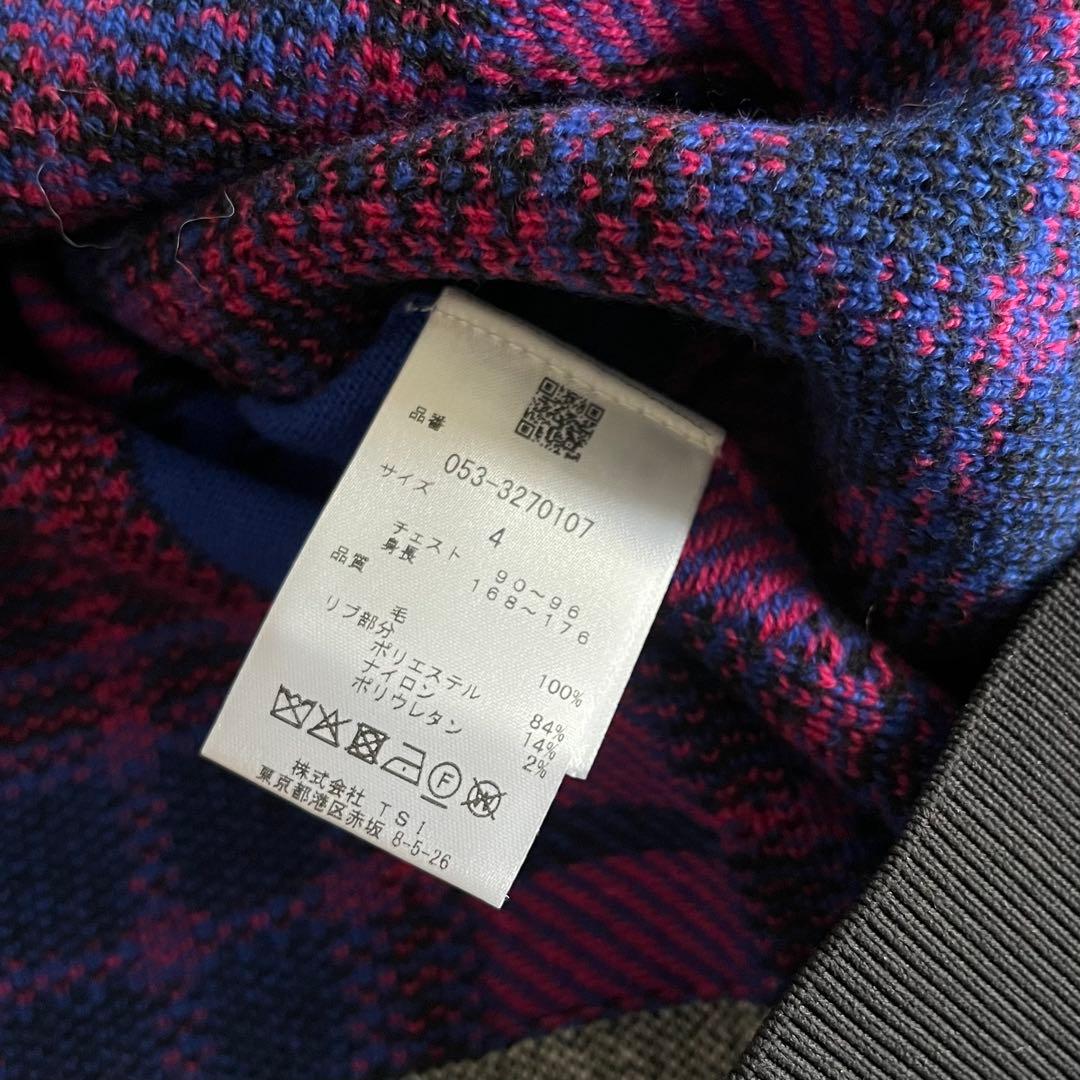 品番
053-3270107
サイズ
4
チェスト 90~96
身長 168~176
品質
毛 100%
リブ部分
ポリエステル 84%
ナイロン 14%
ポリウレタン 2%
F
株式会社 TSI
東京都港区赤坂 8-5-26